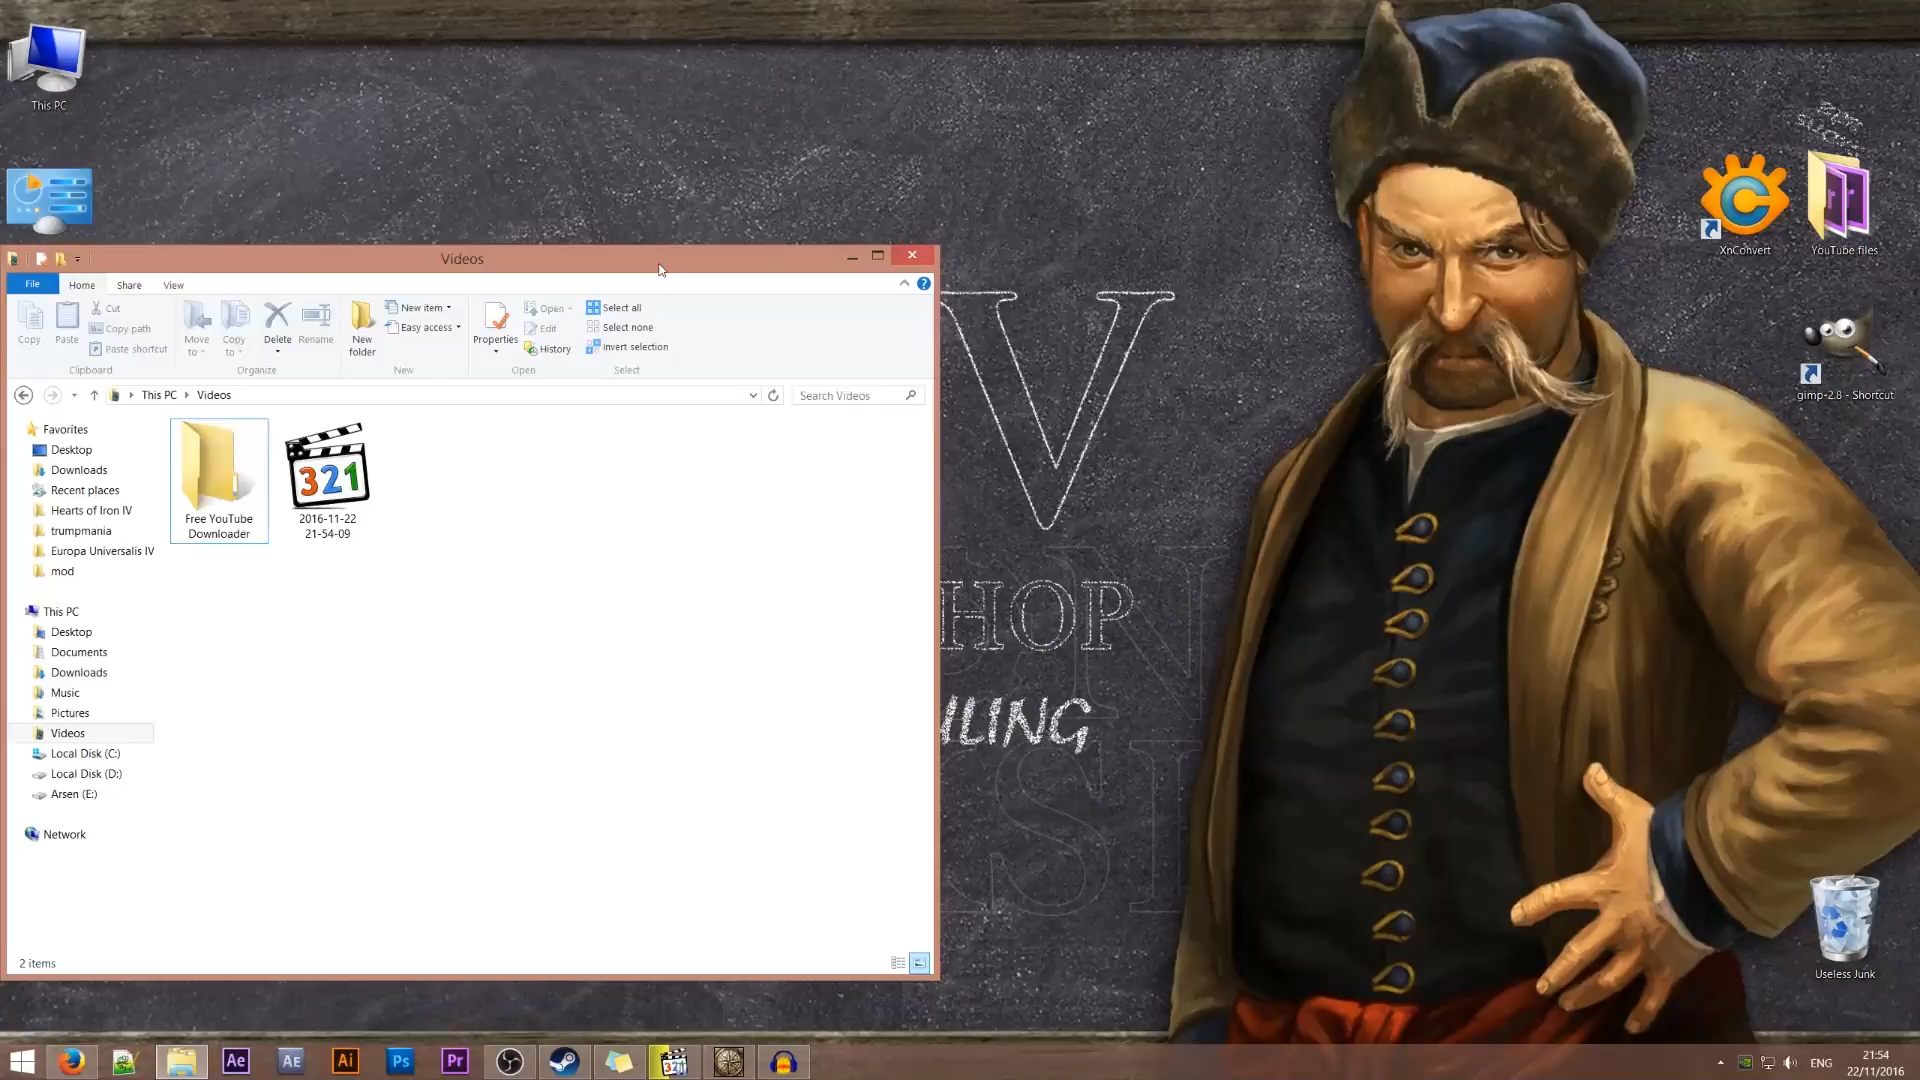 This PC
Videos
File
Home
Share
View
Copy
Paste
Cut
Copy path
Paste shortcut
Clipboard
Move
to
Copy
to
Delete
Rename
Organize
New
folder
New item
Easy access
New
Properties
Open
Edit
History
Open
Select all
Select none
Invert selection
Select
This PC
Videos
Search Videos
Favorites
Desktop
Downloads
Recent places
Hearts of Iron IV
trumpmania
Europa Universalis IV
mod
This PC
Desktop
Documents
Downloads
Music
Pictures
Videos
Local Disk (C:)
Local Disk (D:)
Arsen (E:)
Network
Free YouTube
Downloader
321
2016-11-22
21-54-09
2 items
V
HOP
LING
XnConvert
YouTube files
gimp-2.8 - Shortcut
Useless Junk
Ae
AE
Ai
Ps
Pr
321
ENG
21:54
22/11/2016